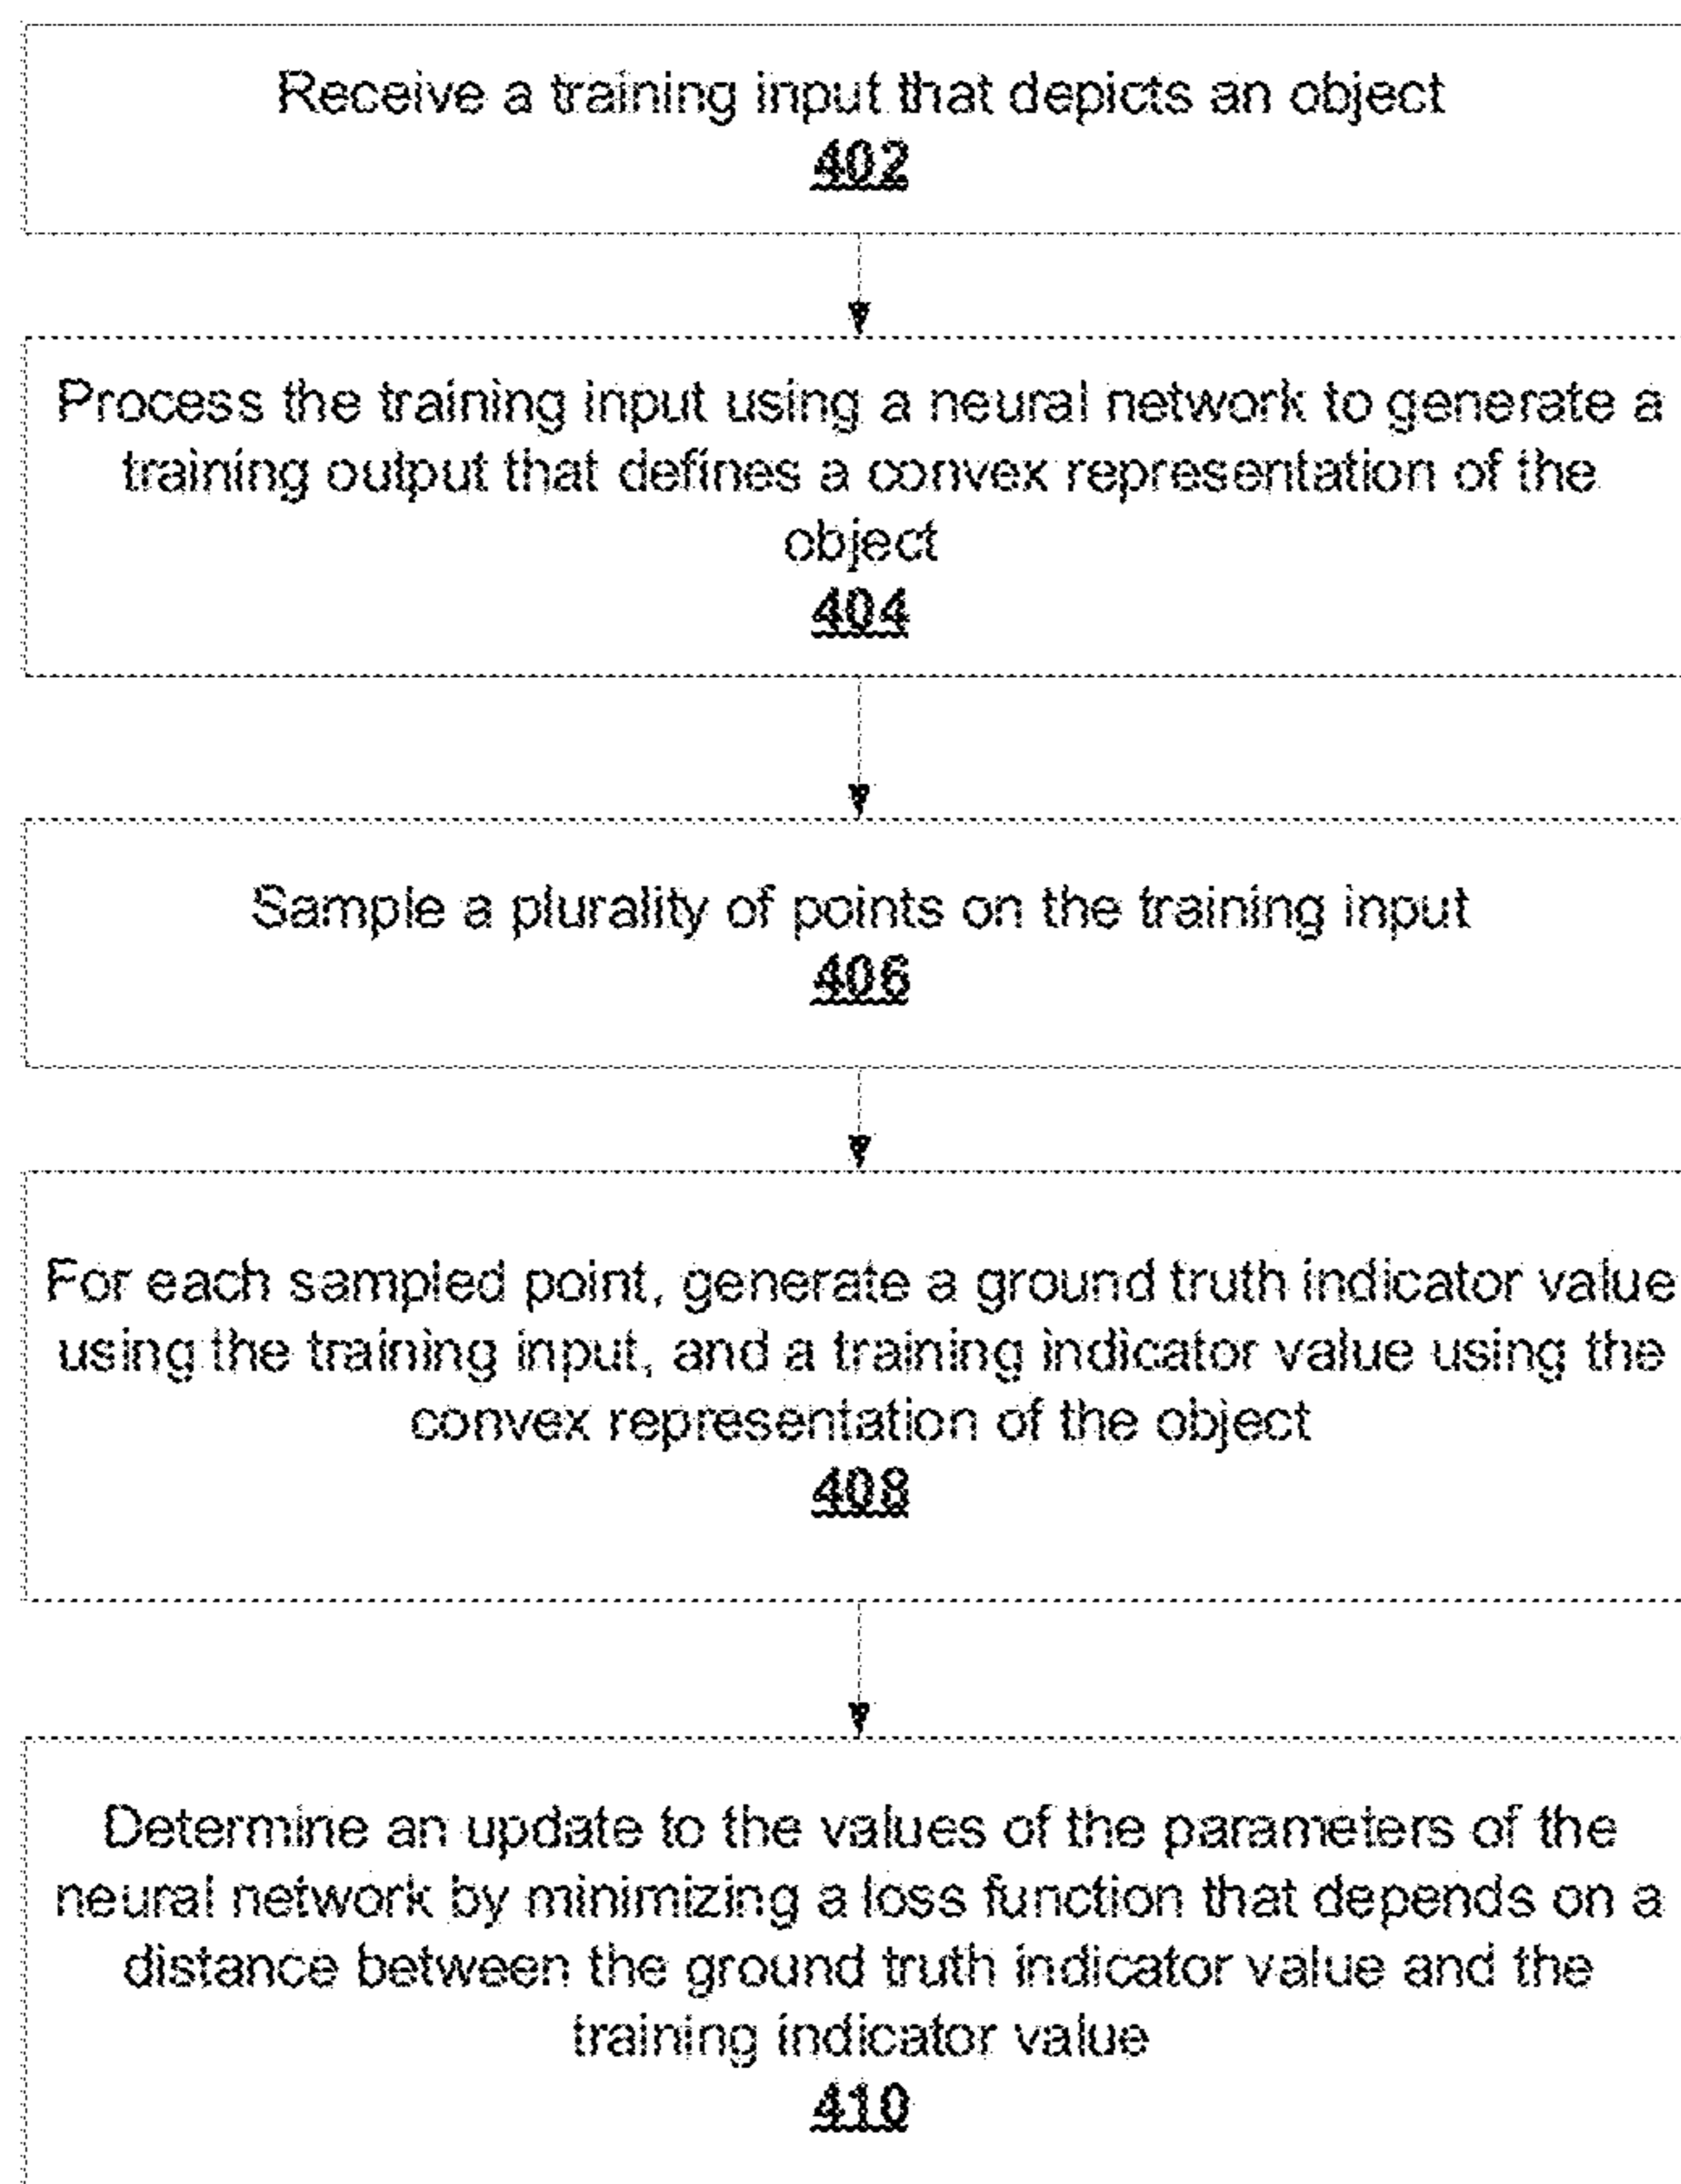 Receive a training input that depicts an object
402
Process the training input using a neural network to generate a
training output that defines a convex representation of the
object
404
Sample a plurality of points on the training input
406
For each sampled point, generate a ground truth indicator value
using the training input, and a training indicator value using the
convex representation of the object
408
Determine an update to the values of the parameters of the
neural network by minimizing a loss function that depends on a
distance between the ground truth indicator value and the
training indicator value
410